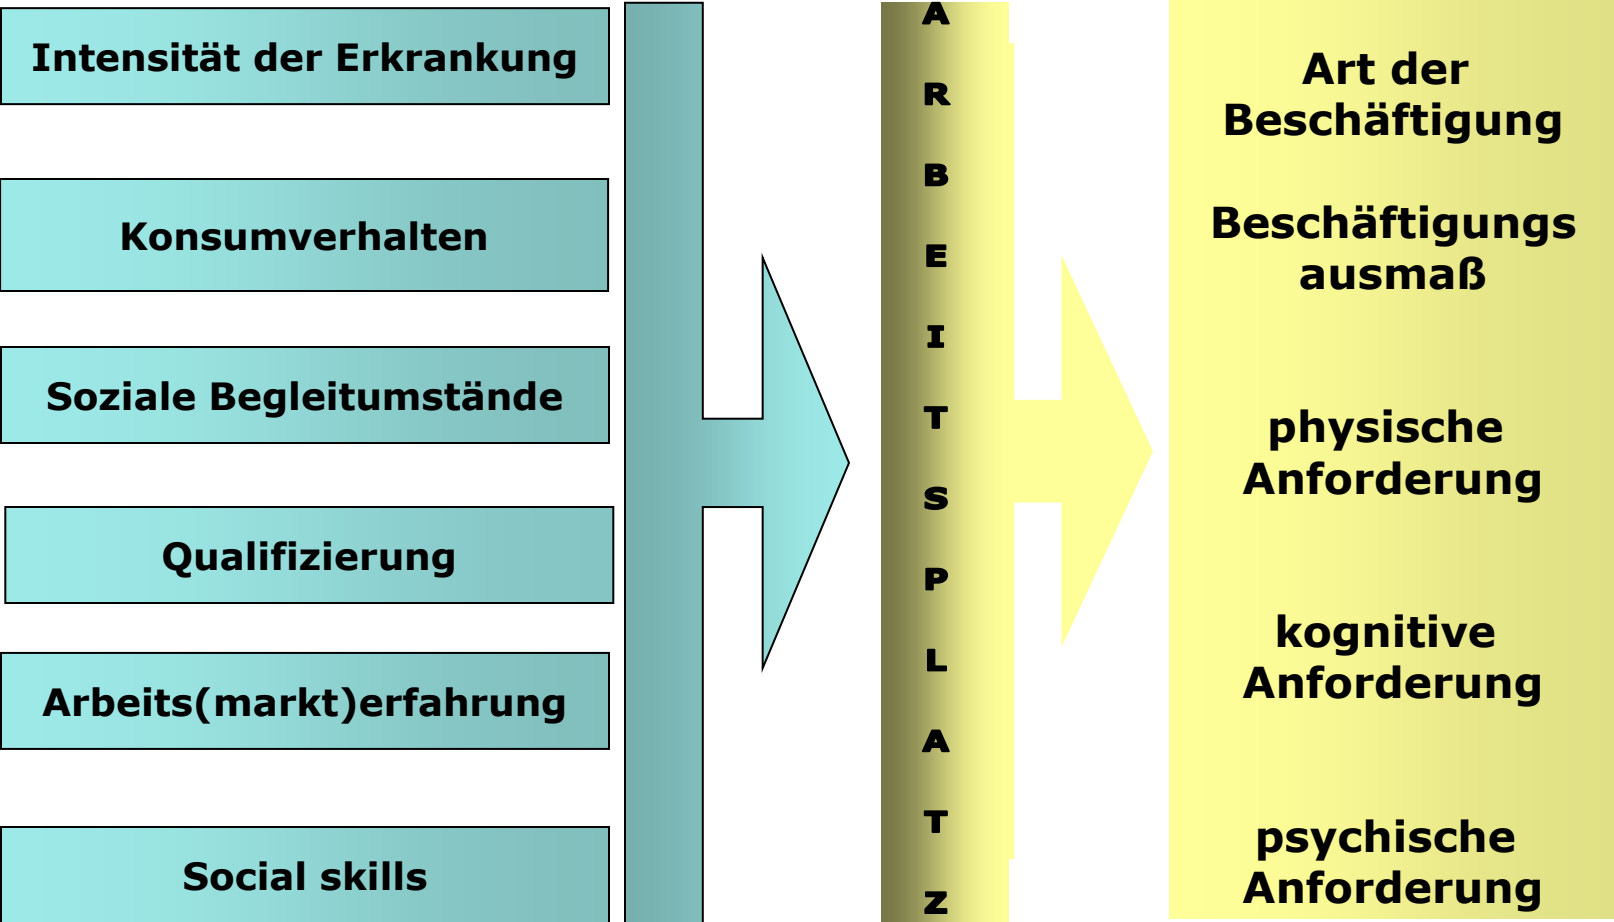 Intensität der Erkrankung
Konsumverhalten
Soziale Begleitumstände
Qualifizierung
Arbeits(markt)erfahrung
Social skills
A
R
B
E
I
T
S
P
L
A
T
Z
Art der
Beschäftigung
Beschäftigungs
ausmaß
physische
Anforderung
kognitive
Anforderung
psychische
Anforderung